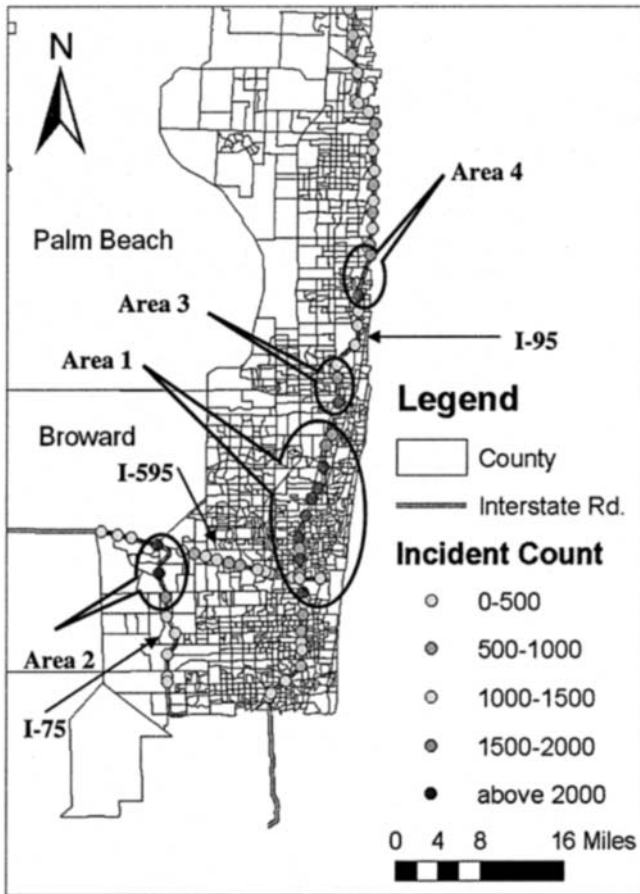 N
Area 4
Palm Beach
Area 3
I-95
Area 1
Legend
Broward
County
I-595
Interstate Rd.
Incident Count
0-500
500-1000
Area 2
1000-1500
I-75
1500-2000
above 2000
0 4 8 16 Miles